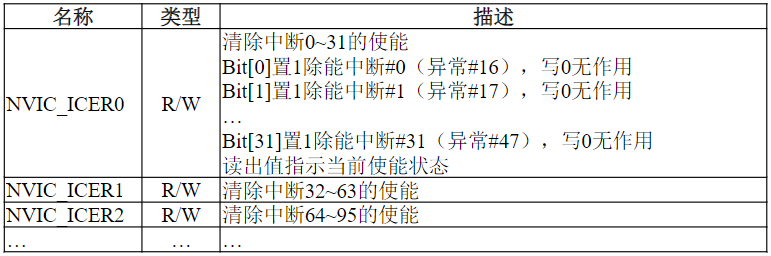 名称 类型 描述
NVIC_ICER0 R/W 清除中断0~31的使能
Bit[0]置1除能中断#0（异常#16），写0无作用
Bit[1]置1除能中断#1（异常#17），写0无作用
…
Bit[31]置1除能中断#31（异常#47），写0无作用
读出值指示当前使能状态
NVIC_ICER1 R/W 清除中断32~63的使能
NVIC_ICER2 R/W 清除中断64~95的使能
… … …